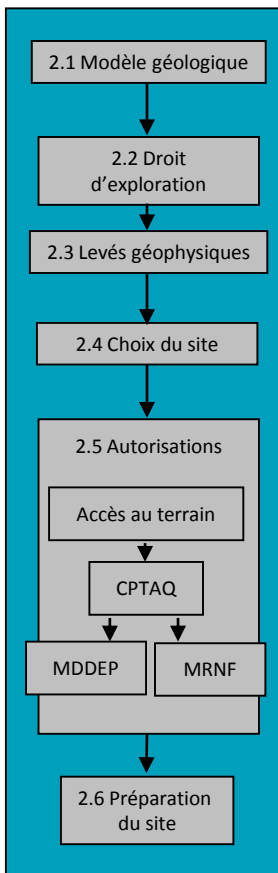 2.1 Modèle géologique
2.2 Droit
d’exploration
2.3 Levés géophysiques
2.4 Choix du site
2.5 Autorisations
Accès au terrain
CPTAQ
MDDEP
MRNF
2.6 Préparation
du site